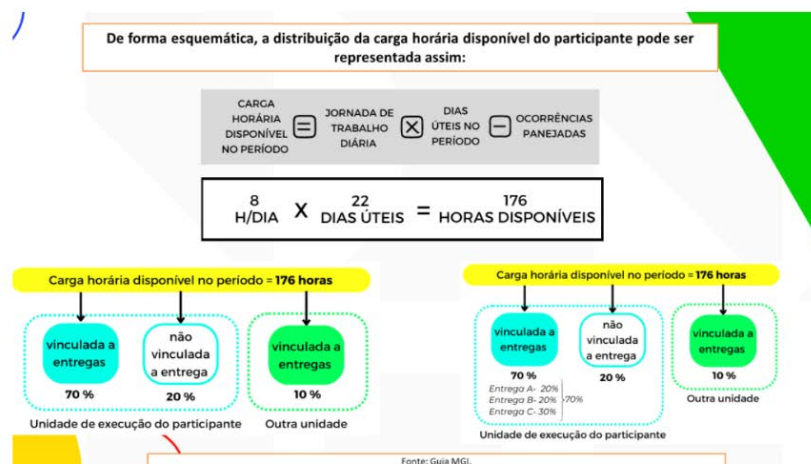 De forma esquemática, a distribuição da carga horária disponível do participante pode ser
representada assim:
CARGA
HORÁRIA
DISPONÍVEL
NO PERÍODO
=
JORNADA DE
TRABALHO
DIÁRIA
X
DIAS
ÚTEIS NO
PERÍODO
−
OCORRÊNCIAS
PANEJADAS
8
H/DIA
X
22
DIAS ÚTEIS
=
176
HORAS DISPONÍVEIS
Carga horária disponível no período = 176 horas
vinculada a
entregas
70 %
não
vinculada
a entrega
20 %
vinculada a
entregas
10 %
Unidade de execução do participante
Outra unidade
Carga horária disponível no período = 176 horas
vinculada a
entregas
70 %
Entrega A- 20%
Entrega B- 20%
Entrega C- 30%
70%
não
vinculada
a entrega
20 %
vinculada a
entregas
10 %
Outra unidade
Unidade de execução do participante
Fonte: Guia MGI.